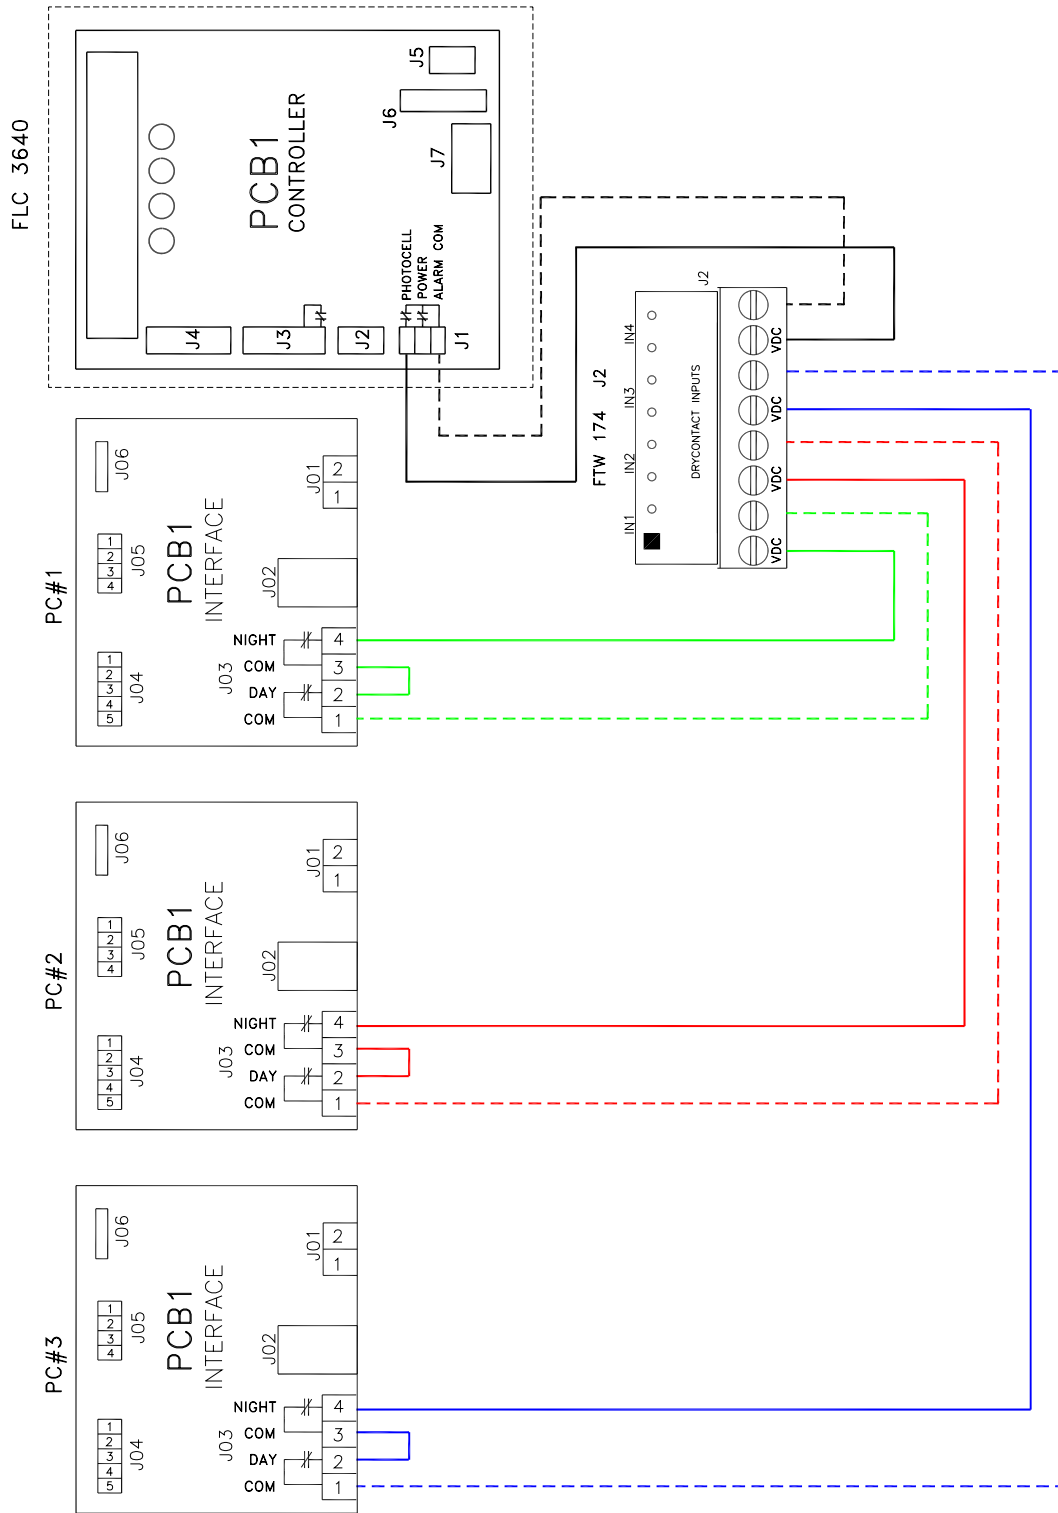 FLC 3640
PCB1
CONTROLLER
J5
J6
J7
PHOTOCELL
POWER
ALARM COM
J4
J3
J2
J1
FTW 174 J2
J2
IN4
IN3
IN2
IN1
DRYCONTACT INPUTS
VDC
VDC
VDC
VDC
PC#1
PCB1
INTERFACE
J06
J01
2
1
J05
1
2
3
4
J02
J04
1
2
3
4
5
J03
NIGHT 4
COM 3
DAY 2
COM 1
PC#2
PCB1
INTERFACE
J06
J01
2
1
J05
1
2
3
4
J02
J04
1
2
3
4
5
J03
NIGHT 4
COM 3
DAY 2
COM 1
PC#3
PCB1
INTERFACE
J06
J01
2
1
J05
1
2
3
4
J02
J04
1
2
3
4
5
J03
NIGHT 4
COM 3
DAY 2
COM 1